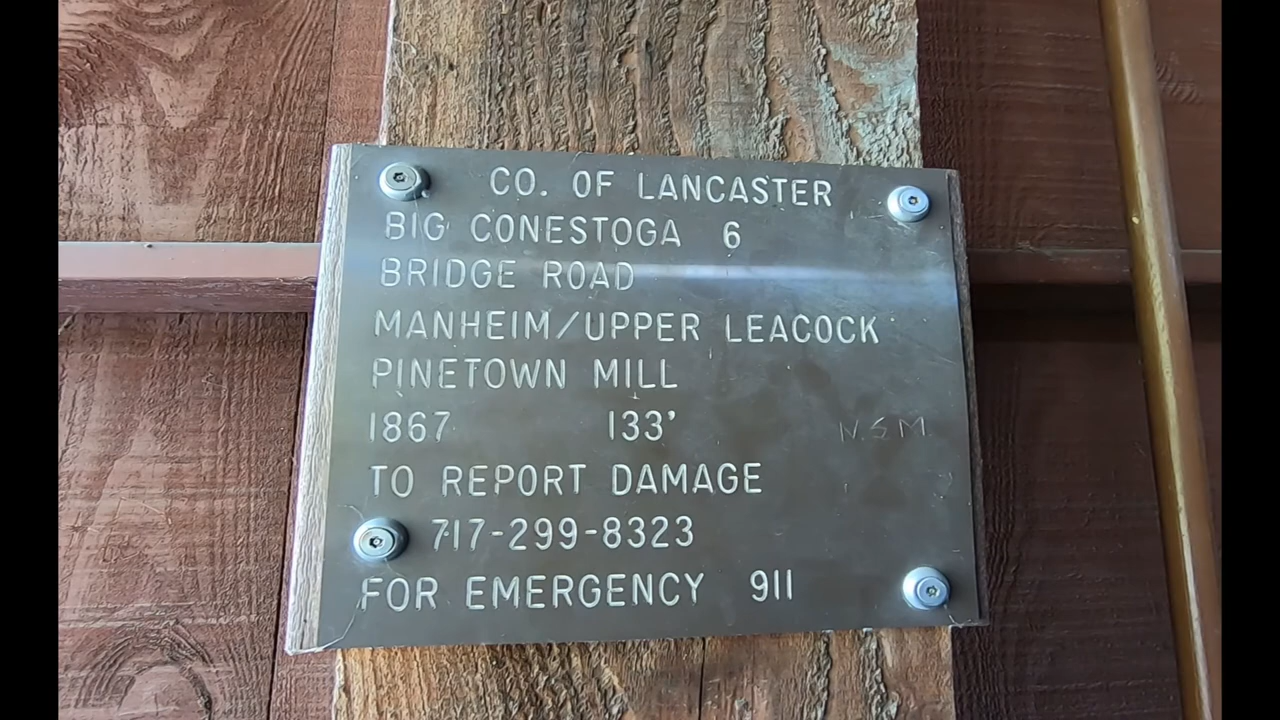 CO. OF LANCASTER
BIG CONESTOGA 6
BRIDGE ROAD
MANHEIM/UPPER LEACOCK
PINETOWN MILL
1867 133' N.S.M
TO REPORT DAMAGE
717-299-8323
FOR EMERGENCY 911